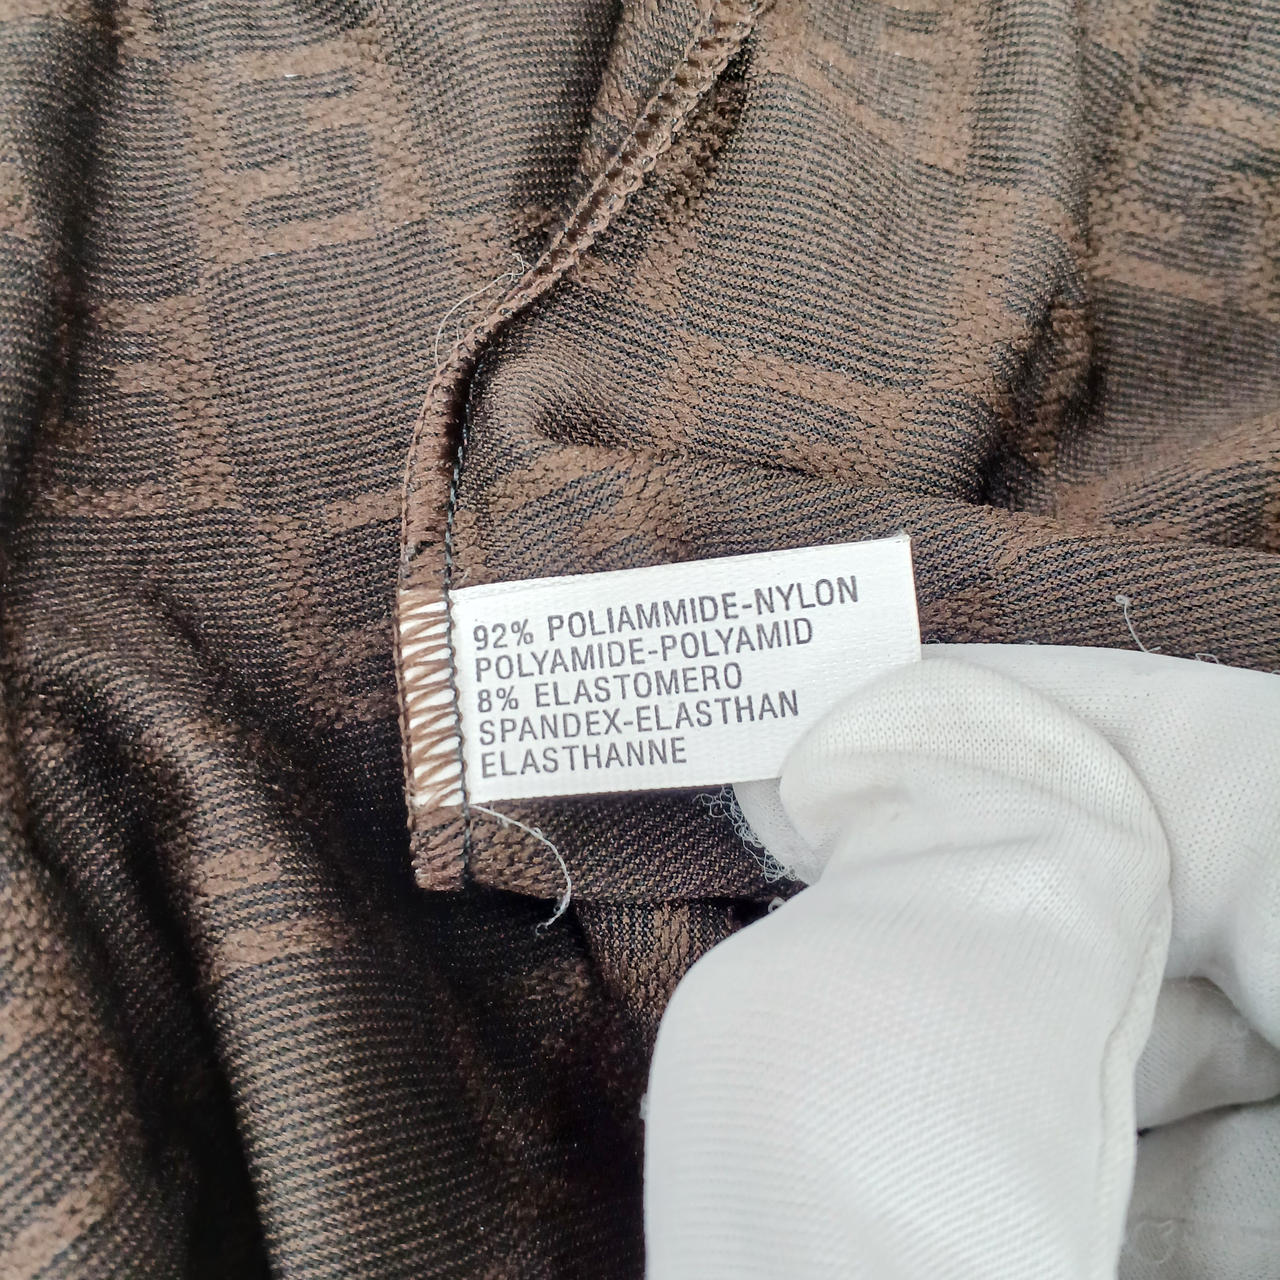 92% POLIAMMIDE-NYLON
POLYAMIDE-POLYAMID
8% ELASTOMERO
SPANDEX-ELASTHAN
ELASTHANNE